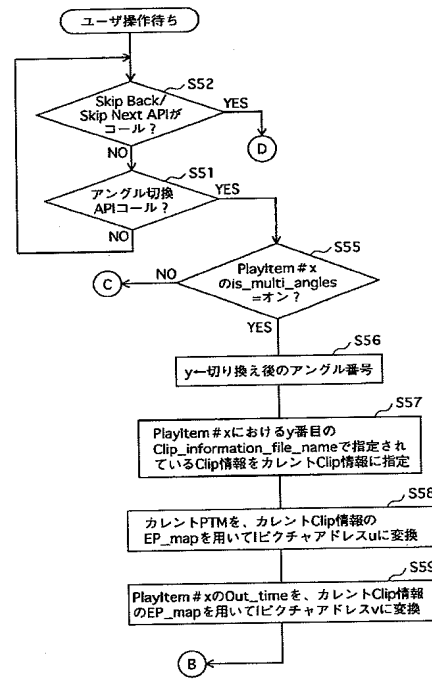 ユーザ操作待ち
S52
Skip Back/
Skip Next APIが
コール？
YES
D
NO
S51
アングル切換
APIコール？
YES
NO
S55
PlayItem＃x
のis_multi_angles
=オン？
NO
C
YES
S56
y←切り換え後のアングル番号
S57
PlayItem＃xにおけるy番目の
Clip_information_file_nameで指定され
ているClip情報をカレントClip情報に指定
S58
カレントPTMを、カレントClip情報の
EP_mapを用いてIピクチャアドレスuに変換
S59
PlayItem＃xのOut_timeを、カレントClip情報
のEP_mapを用いてIピクチャアドレスvに変換
B